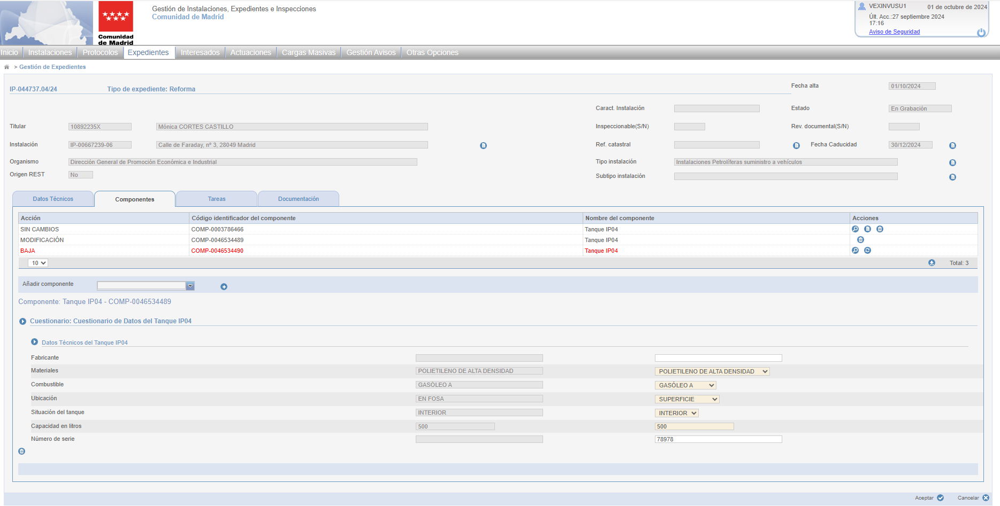 Comunidad
de Madrid
Gestión de Instalaciones, Expedientes e Inspecciones
Comunidad de Madrid
VEXINVUSU1 01 de octubre de 2024
Últ. Acc.:27 septiembre 2024
17:16
Aviso de Seguridad
Inicio Instalaciones Protocolos Expedientes Interesados Actuaciones Cargas Masivas Gestión Avisos Otras Opciones
> Gestión de Expedientes
IP-044737.04/24 Tipo de expediente: Reforma Fecha alta 01/10/2024
Caract. Instalación Estado En Grabación
Titular 10892235X Mónica CORTES CASTILLO Inspeccionable(S/N) Rev. documental(S/N)
Instalación IP-00667239-06 Calle de Faraday, nº 3, 28049 Madrid Ref. catastral Fecha Caducidad 30/12/2024
Organismo Dirección General de Promoción Económica e Industrial Tipo instalación Instalaciones Petrolíferas suministro a vehículos
Origen REST No Subtipo instalación
Datos Técnicos Componentes Tareas Documentación
Acción Código identificador del componente Nombre del componente Acciones
SIN CAMBIOS COMP-0003786466 Tanque IP04
MODIFICACIÓN COMP-0046534489 Tanque IP04
BAJA COMP-0046534490 Tanque IP04
10 Total: 3
Añadir componente
Componente: Tanque IP04 - COMP-0046534489
Cuestionario: Cuestionario de Datos del Tanque IP04
Datos Técnicos del Tanque IP04
Fabricante
Materiales POLIETILENO DE ALTA DENSIDAD POLIETILENO DE ALTA DENSIDAD
Combustible GASÓLEO A GASÓLEO A
Ubicación EN FOSA SUPERFICIE
Situación del tanque INTERIOR INTERIOR
Capacidad en litros 500 500
Número de serie 78978
Aceptar Cancelar